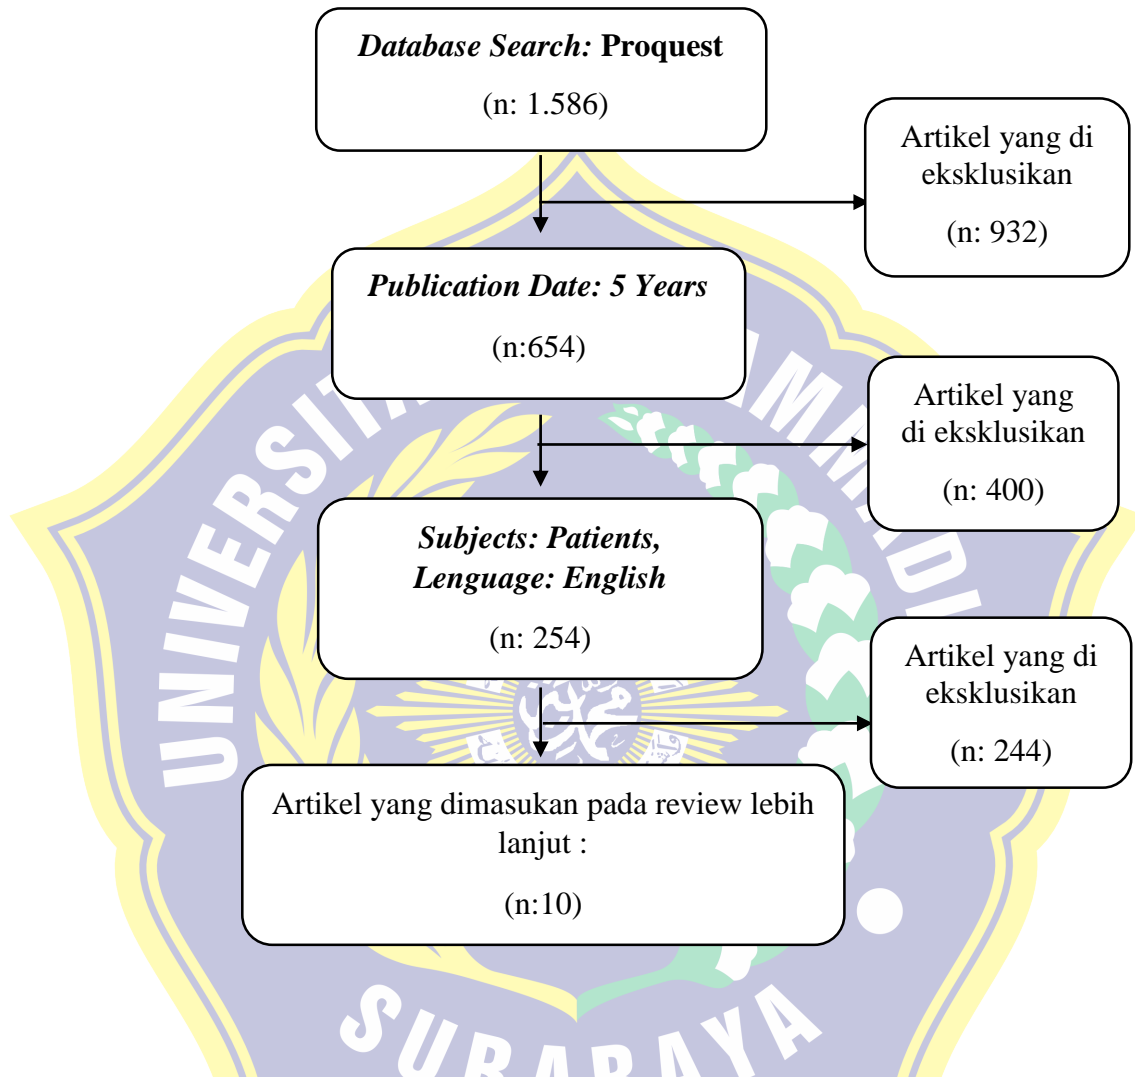 Database Search: Proquest
(n: 1.586)
Artikel yang di
eksklusikan
(n: 932)
Publication Date: 5 Years
(n:654)
Artikel yang
di eksklusikan
(n: 400)
Subjects: Patients,
Lenguage: English
(n: 254)
Artikel yang di
eksklusikan
(n: 244)
Artikel yang dimasukan pada review lebih
lanjut :
(n:10)
SURABAYA